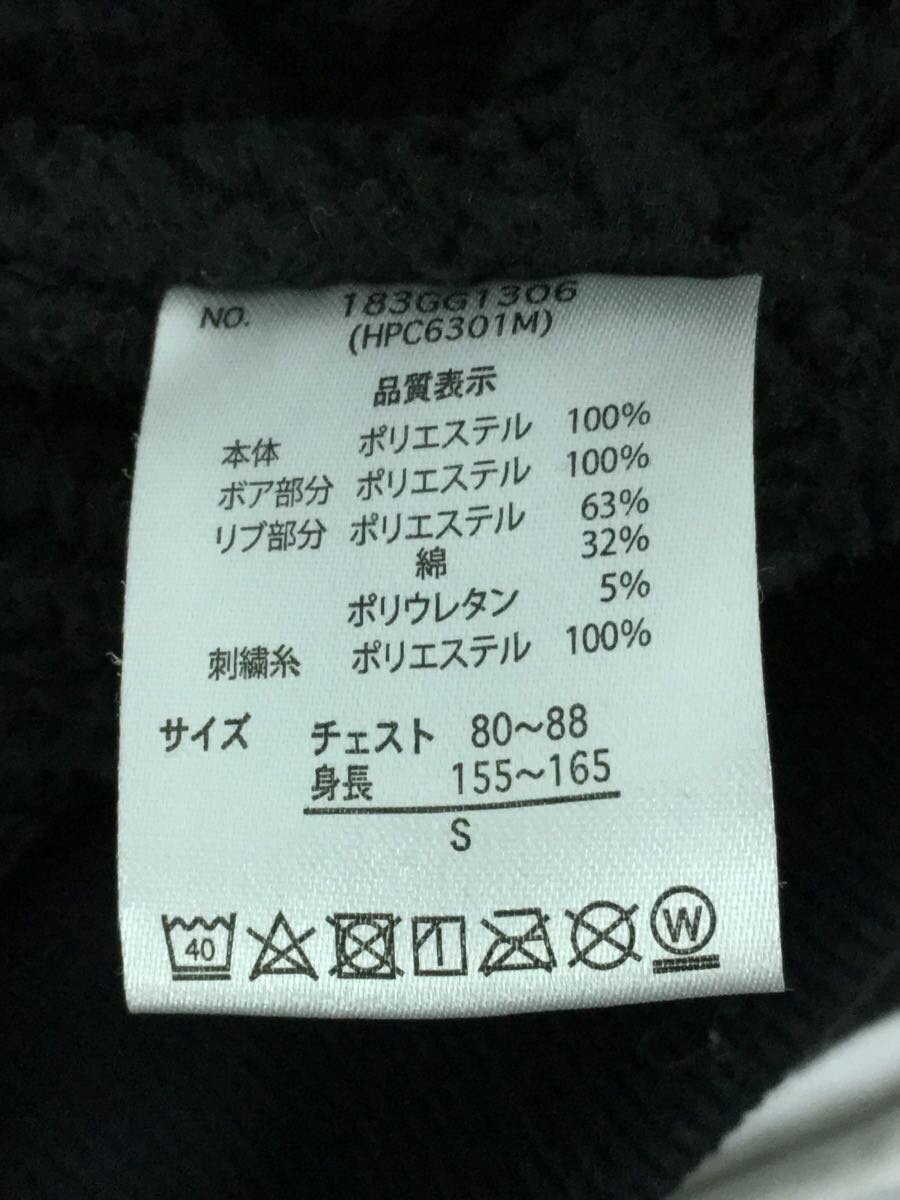 NO. 183GG1306
(HPC6301M)
品質表示
本体 ポリエステル 100%
ボア部分 ポリエステル 100%
リブ部分 ポリエステル 63%
綿 32%
ポリウレタン 5%
刺繍糸 ポリエステル 100%
サイズ チェスト 80〜88
身長 155〜165
S
40 W